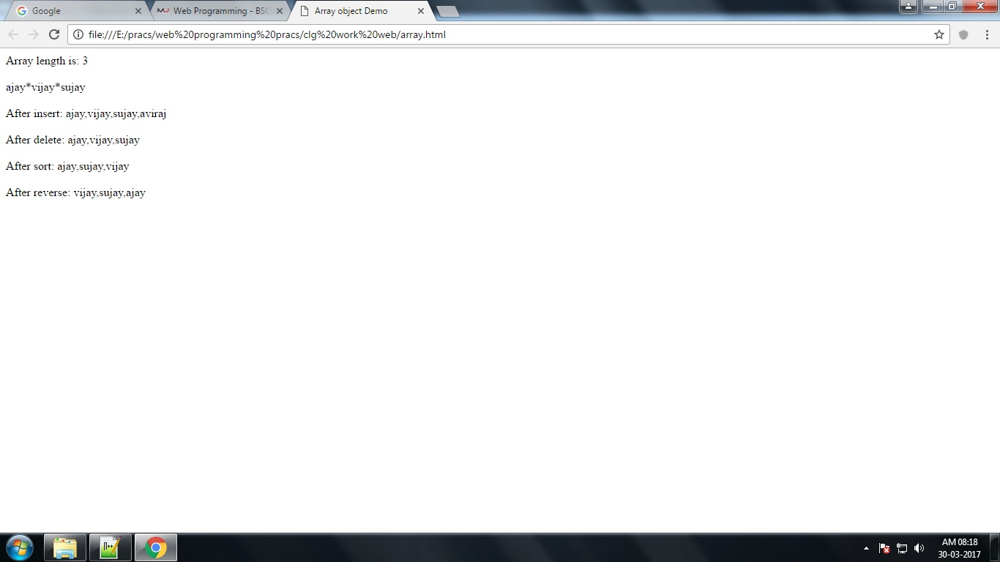 Google
Web Programming - BSC
Array object Demo
file:///E:/pracs/web%20programming%20pracs/clg%20work%20web/array.html
Array length is: 3
ajay*vijay*sujay
After insert: ajay,vijay,sujay,aviraj
After delete: ajay,vijay,sujay
After sort: ajay,sujay,vijay
After reverse: vijay,sujay,ajay
AM 08:18
30-03-2017